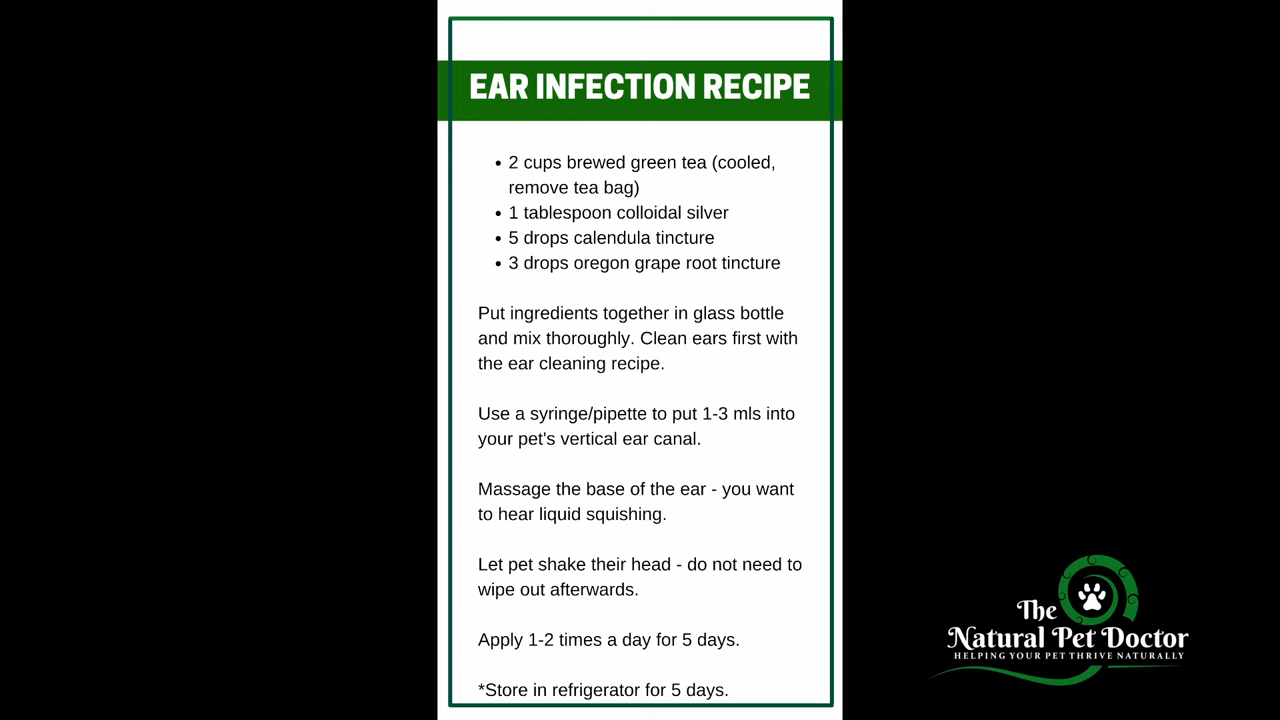 EAR INFECTION RECIPE
• 2 cups brewed green tea (cooled,
remove tea bag)
• 1 tablespoon colloidal silver
• 5 drops calendula tincture
• 3 drops oregon grape root tincture
Put ingredients together in glass bottle
and mix thoroughly. Clean ears first with
the ear cleaning recipe.
Use a syringe/pipette to put 1-3 mls into
your pet's vertical ear canal.
Massage the base of the ear - you want
to hear liquid squishing.
Let pet shake their head - do not need to
wipe out afterwards.
Apply 1-2 times a day for 5 days.
*Store in refrigerator for 5 days.
The
Natural Pet Doctor
HELPING YOUR PET THRIVE NATURALLY